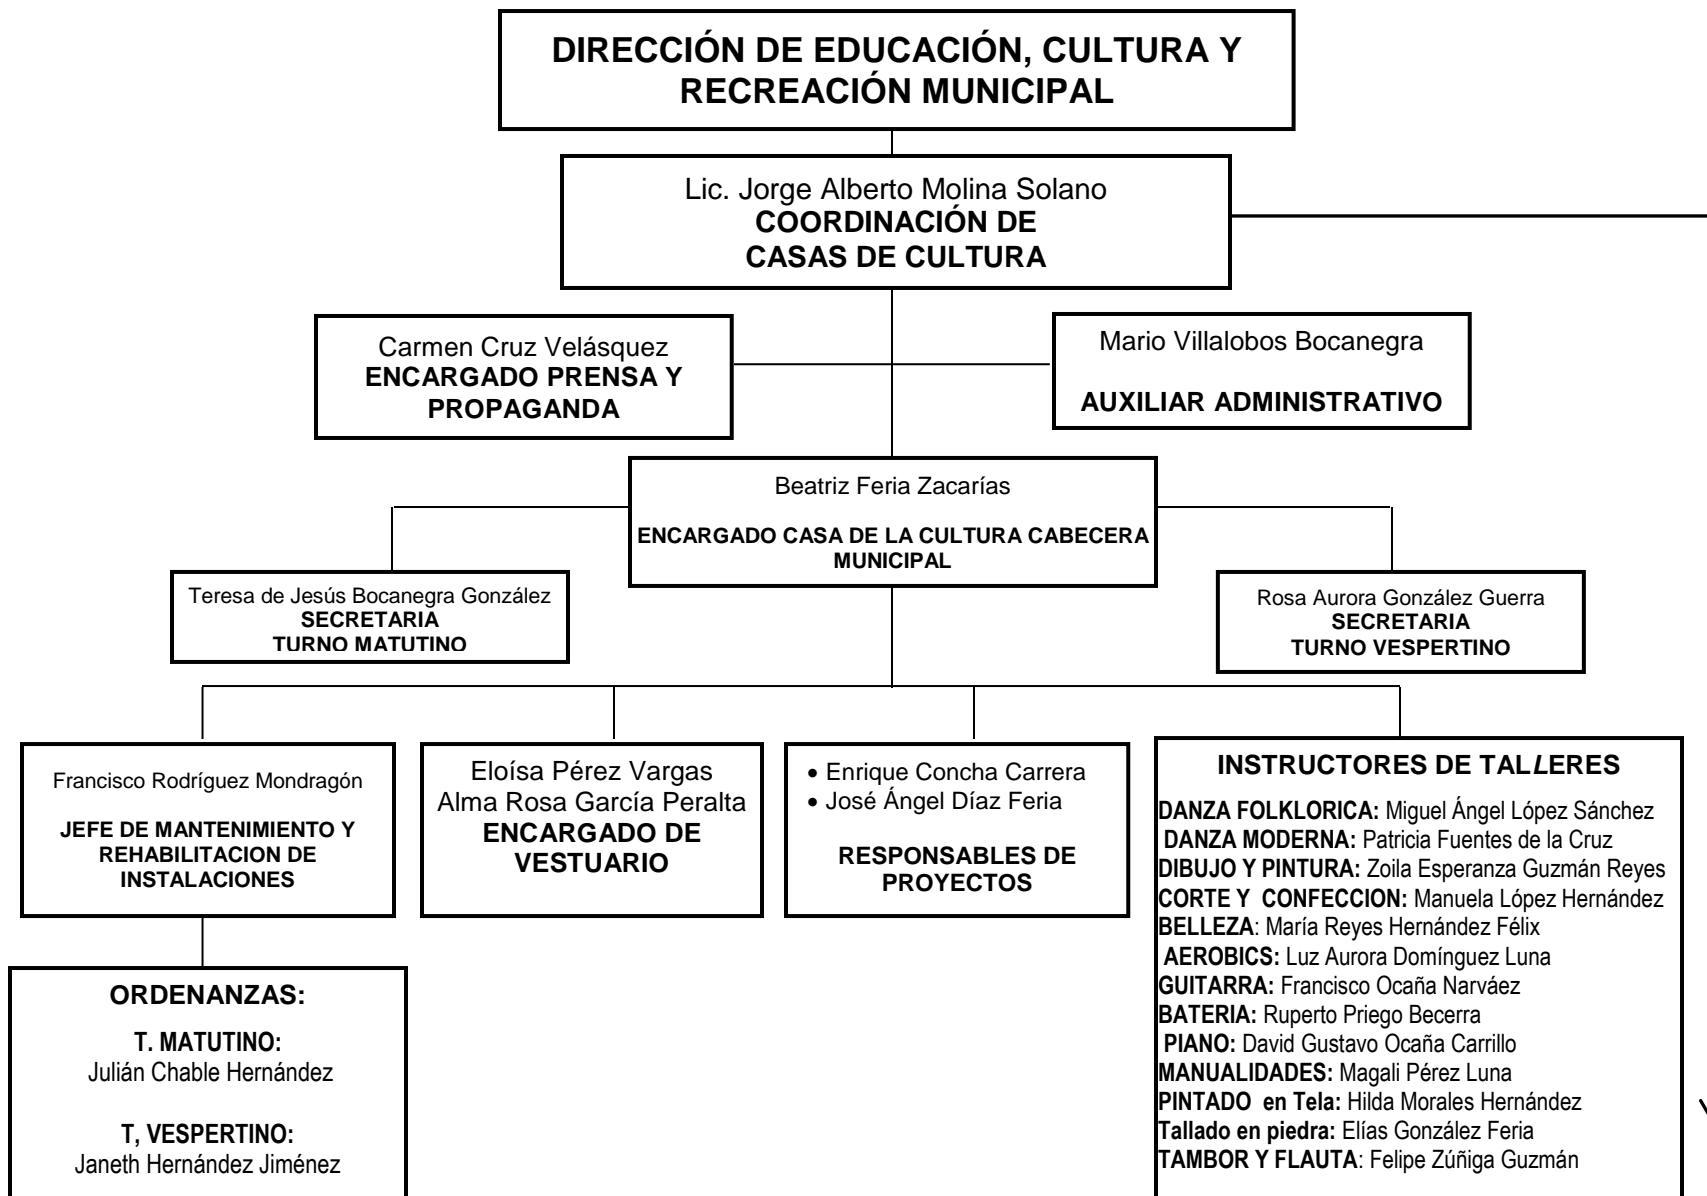 DIRECCIÓN DE EDUCACIÓN, CULTURA Y
RECREACIÓN MUNICIPAL
Lic. Jorge Alberto Molina Solano
COORDINACIÓN DE
CASAS DE CULTURA
Carmen Cruz Velásquez
ENCARGADO PRENSA Y
PROPAGANDA
Mario Villalobos Bocanegra
AUXILIAR ADMINISTRATIVO
Beatriz Feria Zacarías
ENCARGADO CASA DE LA CULTURA CABECERA
MUNICIPAL
Teresa de Jesús Bocanegra González
SECRETARIA
TURNO MATUTINO
Rosa Aurora González Guerra
SECRETARIA
TURNO VESPERTINO
Francisco Rodríguez Mondragón
JEFE DE MANTENIMIENTO Y
REHABILITACION DE
INSTALACIONES
Eloísa Pérez Vargas
Alma Rosa García Peralta
ENCARGADO DE
VESTUARIO
• Enrique Concha Carrera
• José Ángel Díaz Feria
RESPONSABLES DE
PROYECTOS
INSTRUCTORES DE TALLERES
DANZA FOLKLORICA: Miguel Ángel López Sánchez
DANZA MODERNA: Patricia Fuentes de la Cruz
DIBUJO Y PINTURA: Zoila Esperanza Guzmán Reyes
CORTE Y CONFECCION: Manuela López Hernández
BELLEZA: María Reyes Hernández Félix
AEROBICS: Luz Aurora Domínguez Luna
GUITARRA: Francisco Ocaña Narváez
BATERIA: Ruperto Priego Becerra
PIANO: David Gustavo Ocaña Carrillo
MANUALIDADES: Magali Pérez Luna
PINTADO en Tela: Hilda Morales Hernández
Tallado en piedra: Elías González Feria
TAMBOR Y FLAUTA: Felipe Zúñiga Guzmán
ORDENANZAS:
T. MATUTINO:
Julián Chable Hernández
T, VESPERTINO:
Janeth Hernández Jiménez